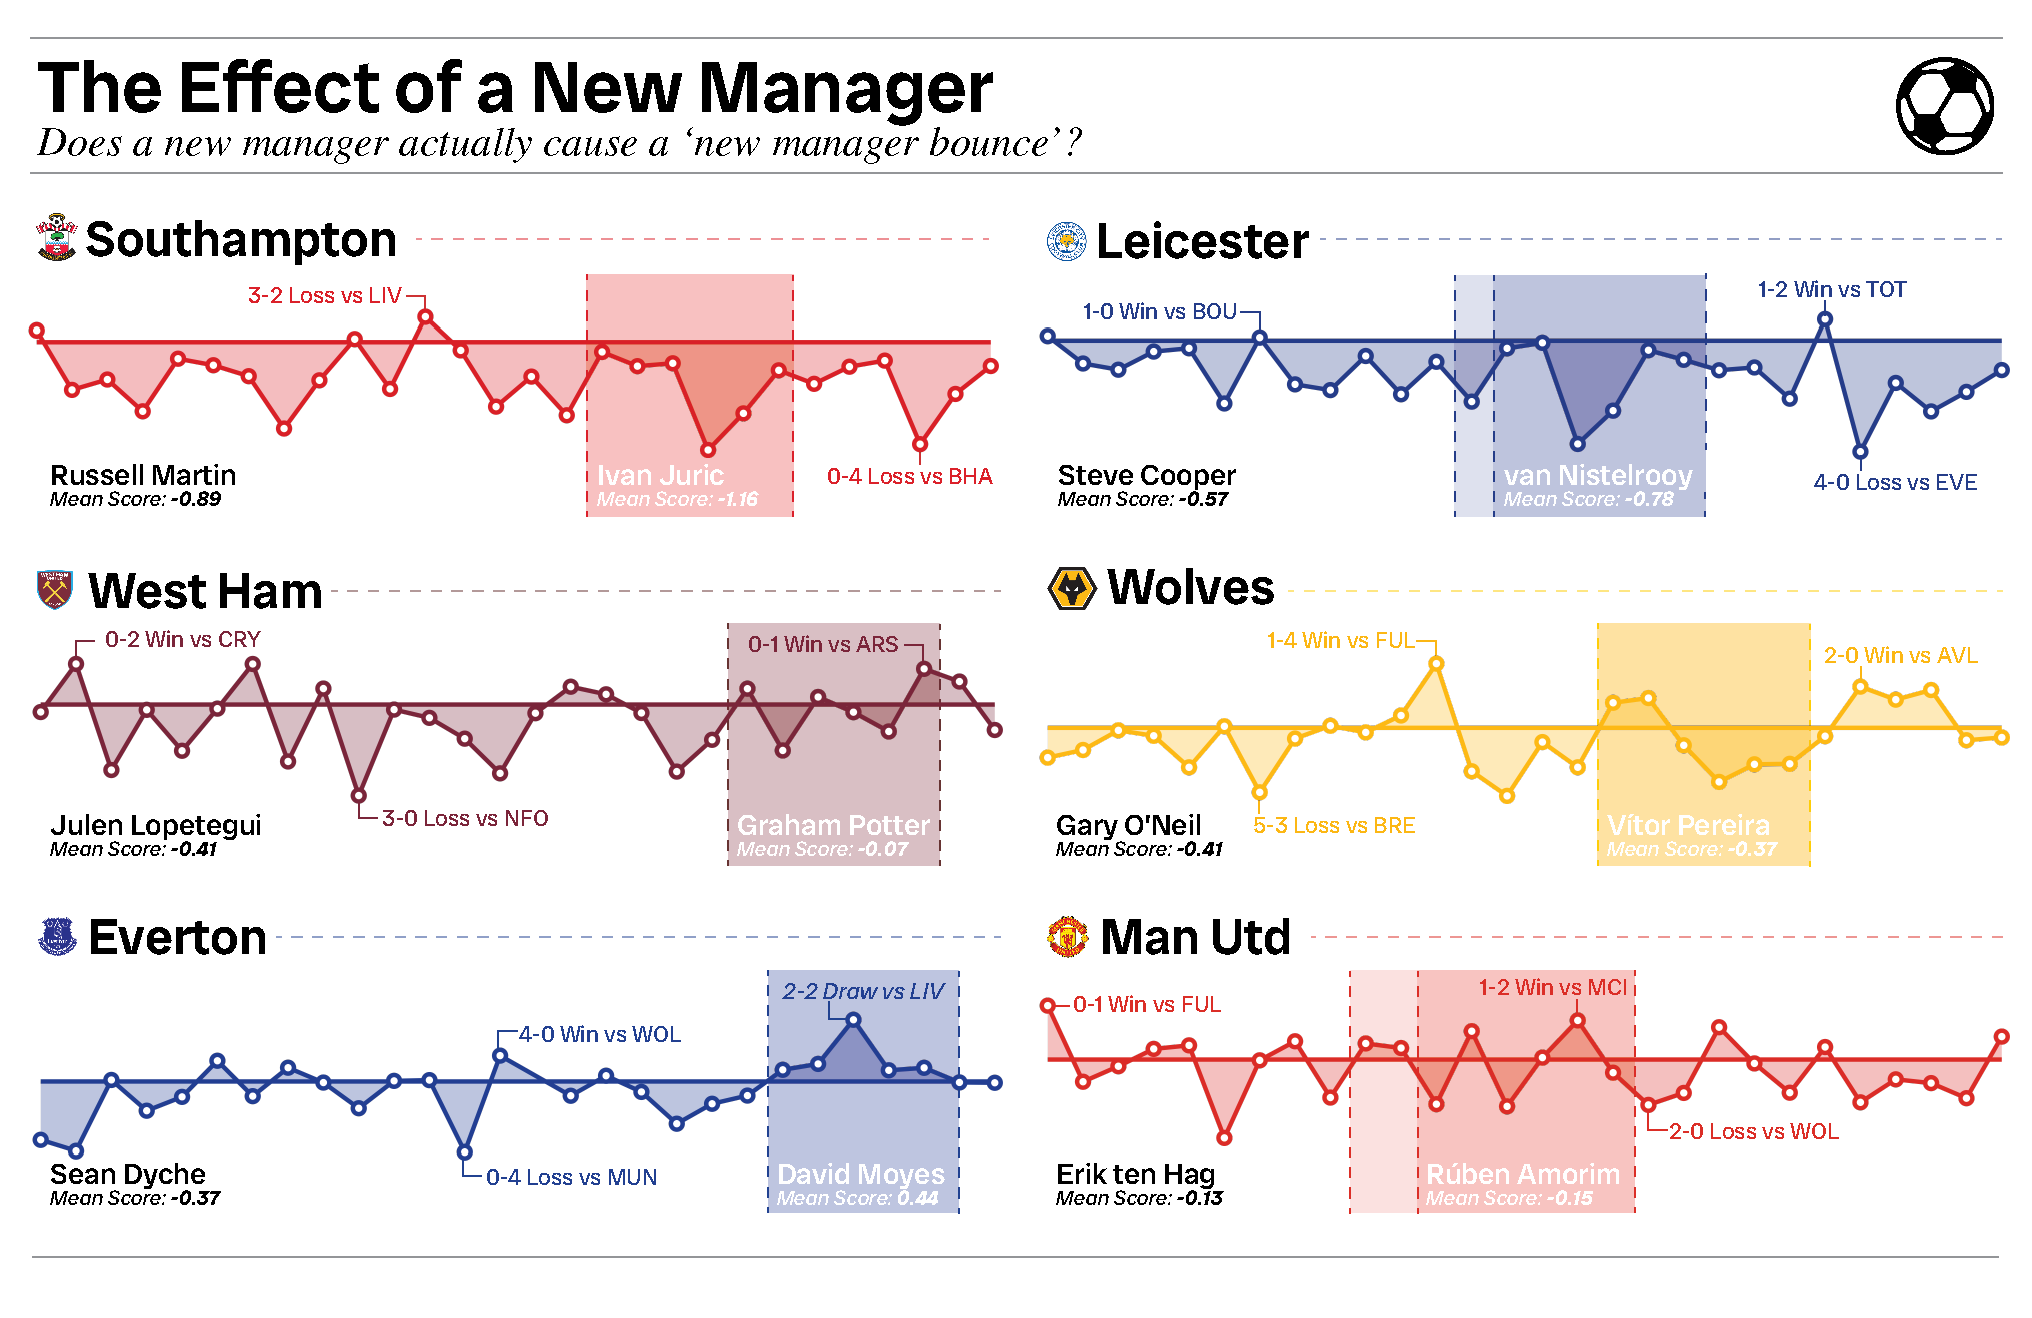 The Effect of a New Manager
Does a new manager actually cause a ‘new manager bounce’?
Southampton
3-2 Loss vs LIV
0-4 Loss vs BHA
Russell Martin
Mean Score: -0.89
Ivan Juric
Mean Score: -1.16
Leicester
1-0 Win vs BOU
1-2 Win vs TOT
4-0 Loss vs EVE
Steve Cooper
Mean Score: -0.57
van Nistelrooy
Mean Score: -0.78
West Ham
0-2 Win vs CRY
0-1 Win vs ARS
3-0 Loss vs NFO
Julen Lopetegui
Mean Score: -0.41
Graham Potter
Mean Score: -0.07
Wolves
1-4 Win vs FUL
2-0 Win vs AVL
5-3 Loss vs BRE
Gary O'Neil
Mean Score: -0.41
Vítor Pereira
Mean Score: -0.37
Everton
2-2 Draw vs LIV
4-0 Win vs WOL
0-4 Loss vs MUN
Sean Dyche
Mean Score: -0.37
David Moyes
Mean Score: 0.44
Man Utd
0-1 Win vs FUL
1-2 Win vs MCI
2-0 Loss vs WOL
Erik ten Hag
Mean Score: -0.13
Rúben Amorim
Mean Score: -0.15